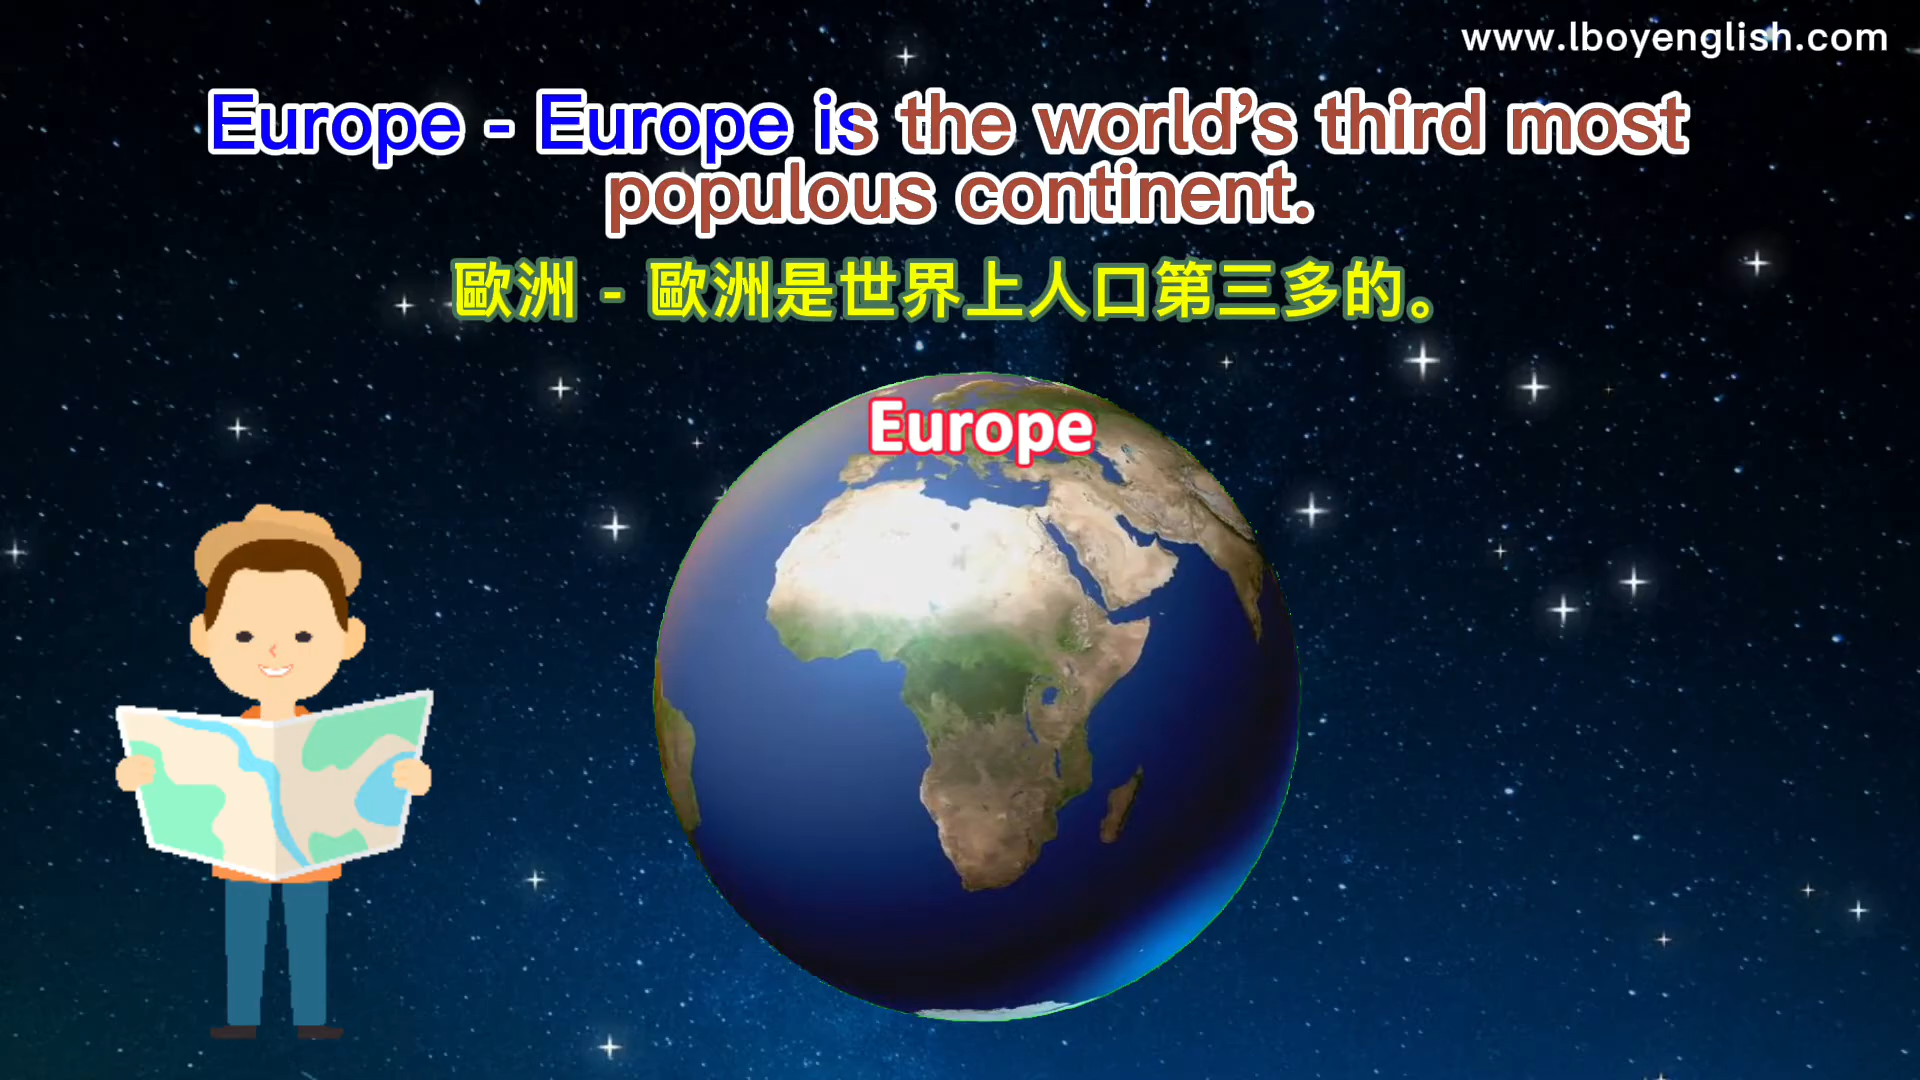 www.lboyenglish.com
Europe - Europe is the world’s third most
populous continent.
歐洲 - 歐洲是世界上人口第三多的。
Europe